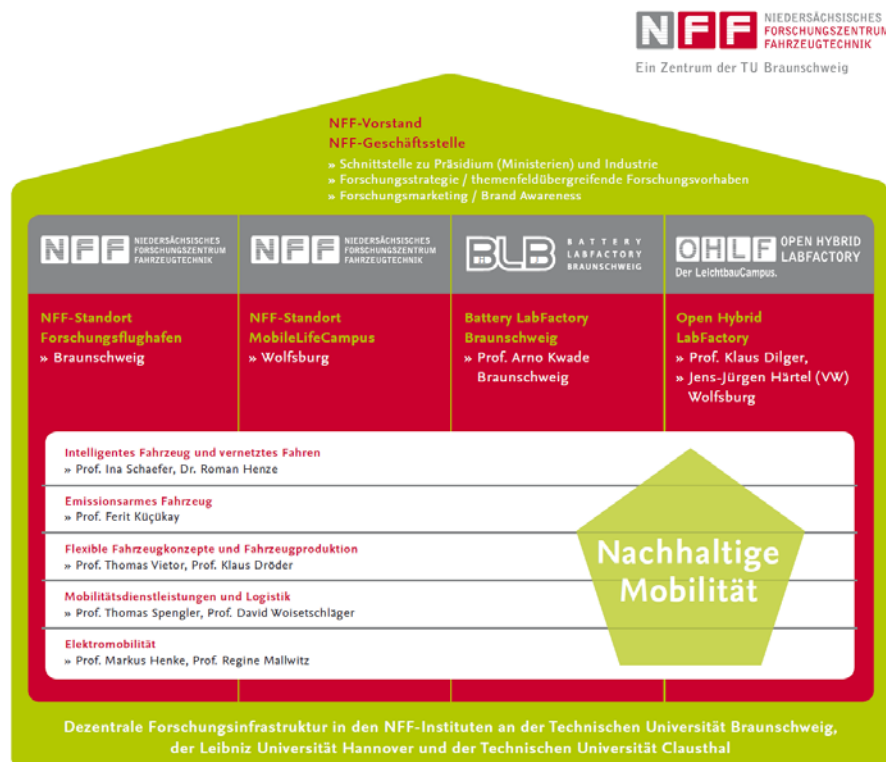 NFF NIEDERSÄCHSISCHES
FORSCHUNGSZENTRUM
FAHRZEUGTECHNIK
Ein Zentrum der TU Braunschweig
NFF-Vorstand
NFF-Geschäftsstelle
» Schnittstelle zu Präsidium (Ministerien) und Industrie
» Forschungsstrategie / themenfeldübergreifende Forschungsvorhaben
» Forschungsmarketing / Brand Awareness
NFF NIEDERSÄCHSISCHES
FORSCHUNGSZENTRUM
FAHRZEUGTECHNIK
NFF NIEDERSÄCHSISCHES
FORSCHUNGSZENTRUM
FAHRZEUGTECHNIK
BLB BATTERY
LABFACTORY
BRAUNSCHWEIG
OHLF OPEN HYBRID
LABFACTORY
Der LeichtbauCampus.
NFF-Standort
Forschungsflughafen
» Braunschweig
NFF-Standort
MobileLifeCampus
» Wolfsburg
Battery LabFactory
Braunschweig
» Prof. Arno Kwade
Braunschweig
Open Hybrid
LabFactory
» Prof. Klaus Dilger,
» Jens-Jürgen Härtel (VW)
Wolfsburg
Intelligentes Fahrzeug und vernetztes Fahren
» Prof. Ina Schaefer, Dr. Roman Henze
Emissionsarmes Fahrzeug
» Prof. Ferit Küçükay
Flexible Fahrzeugkonzepte und Fahrzeugproduktion
» Prof. Thomas Vietor, Prof. Klaus Dröder
Mobilitätsdienstleistungen und Logistik
» Prof. Thomas Spengler, Prof. David Woisetschläger
Elektromobilität
» Prof. Markus Henke, Prof. Regine Mallwitz
Nachhaltige
Mobilität
Dezentrale Forschungsinfrastruktur in den NFF-Instituten an der Technischen Universität Braunschweig,
der Leibniz Universität Hannover und der Technischen Universität Clausthal